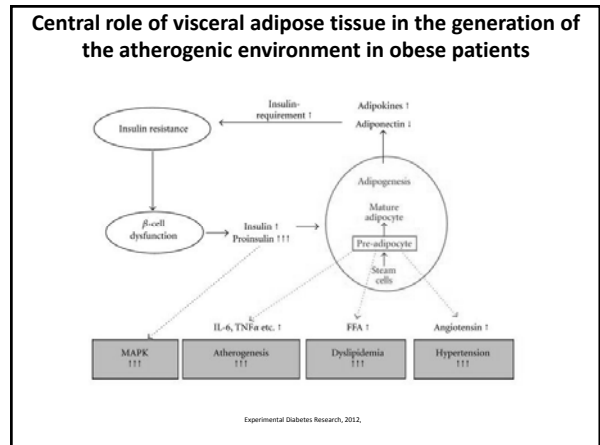 Central role of visceral adipose tissue in the generation of
the atherogenic environment in obese patients
Insulin-
requirement ↑
Adipokines ↑
Adiponectin ↓
Insulin resistance
Adipogenesis
Mature
adipocyte
Pre-adipocyte
Steam
cells
β-cell
dysfunction
Insulin ↑
Proinsulin ↑↑↑
IL-6, TNFα etc. ↑
FFA ↑
Angiotensin ↑
MAPK
↑↑↑
Atherogenesis
↑↑↑
Dyslipidemia
↑↑↑
Hypertension
↑↑↑
Experimental Diabetes Research, 2012,